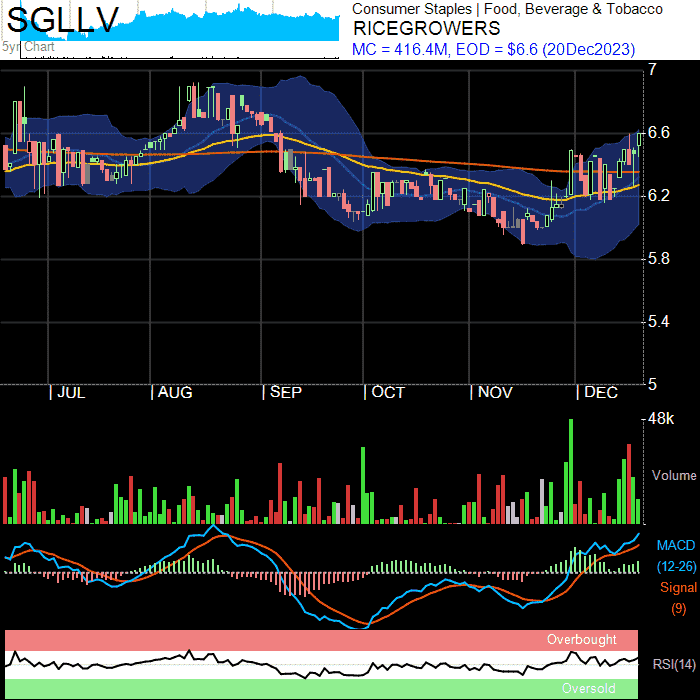 SGLLV
5yr Chart
Consumer Staples | Food, Beverage & Tobacco
RICEGROWERS
MC = 416.4M, EOD = $6.6 (20Dec2023)
7
6.6
6.2
5.8
5.4
5
| JUL | AUG | SEP | OCT | NOV | DEC
48k
Volume
MACD
(12-26)
Signal
(9)
Overbought
RSI(14)
Oversold